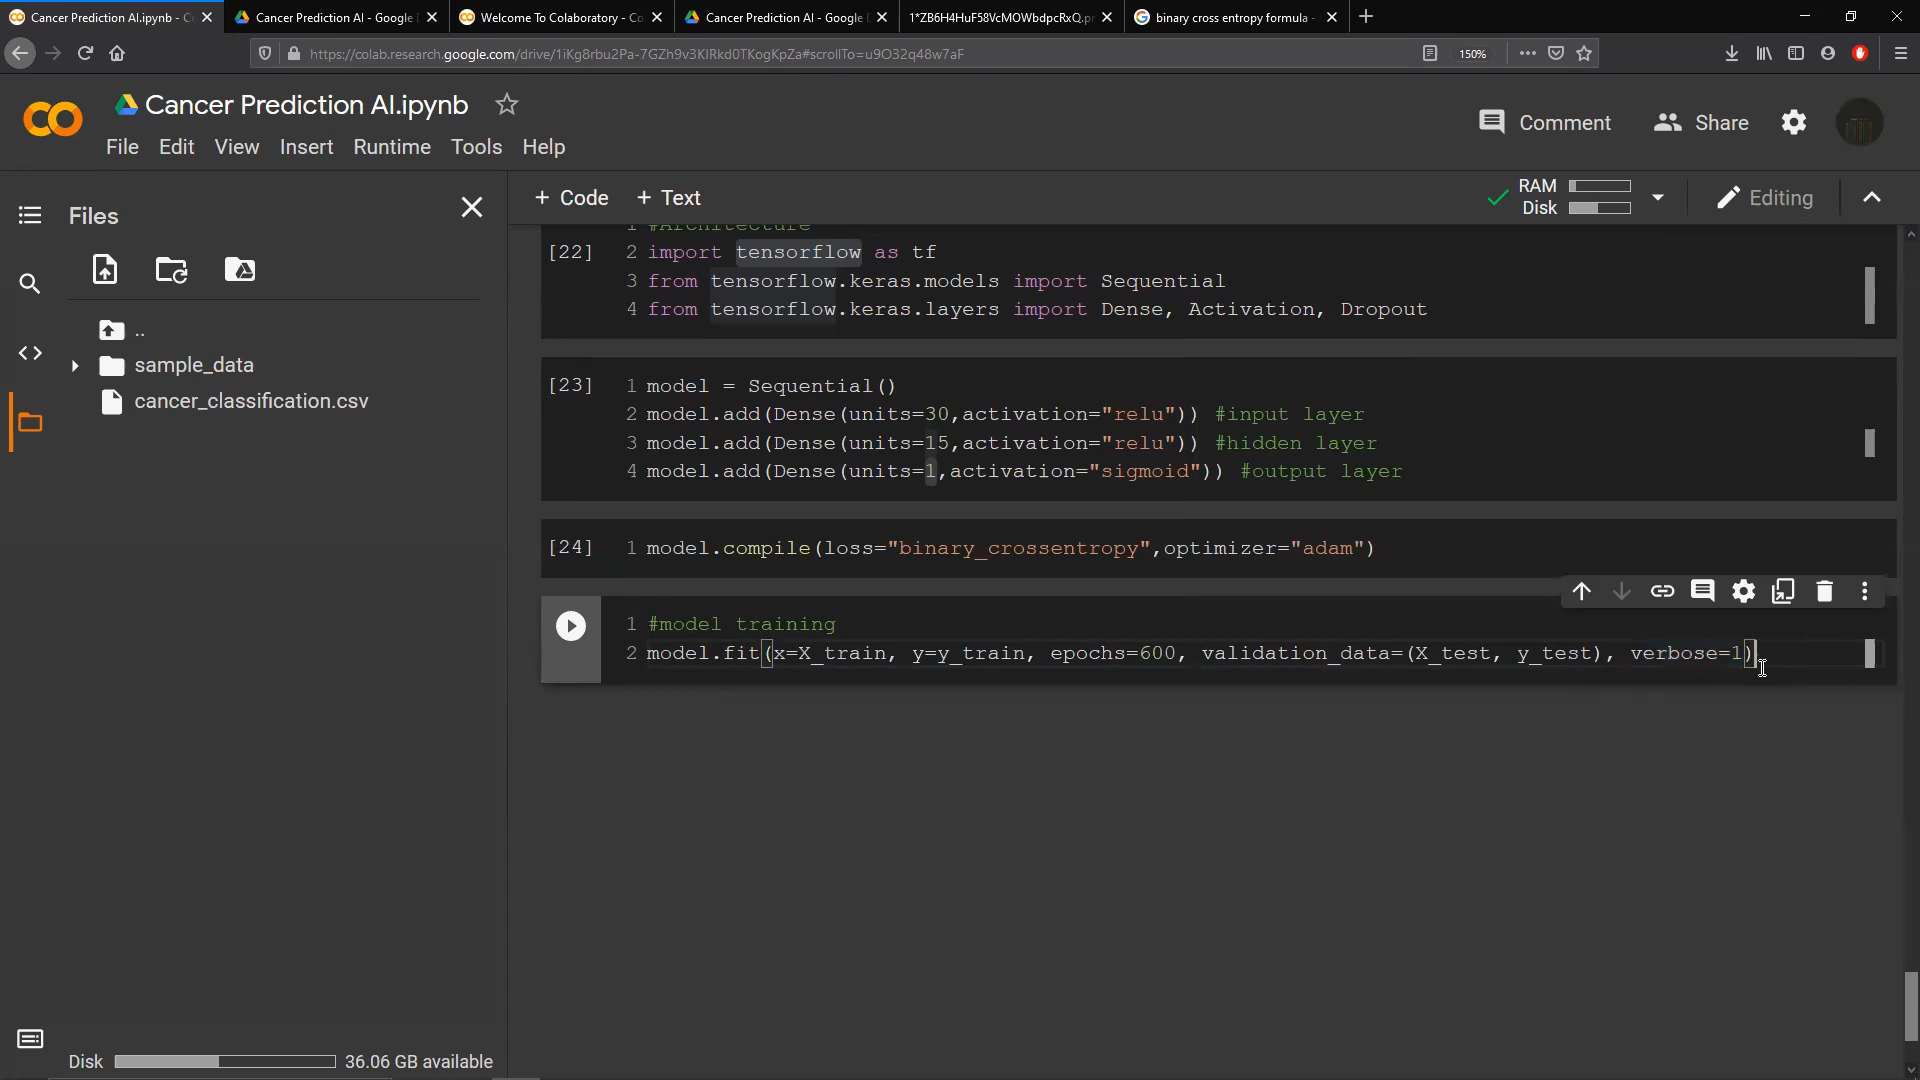 Cancer Prediction AI.ipynb - C
Cancer Prediction AI - Google
Welcome To Colaboratory - Co
Cancer Prediction AI - Google
binary cross entropy formula -
colab.research.google.com
150%
Cancer Prediction AI.ipynb
Comment
Share
File Edit View Insert Runtime Tools Help
Files
+ Code + Text
RAM
Disk
Editing
..
sample_data
cancer_classification.csv
1 #Architecture
[22] 2 import tensorflow as tf
3 from tensorflow.keras.models import Sequential
4 from tensorflow.keras.layers import Dense, Activation, Dropout
[23] 1 model = Sequential()
2 model.add(Dense(units=30,activation="relu")) #input layer
3 model.add(Dense(units=15,activation="relu")) #hidden layer
4 model.add(Dense(units=1,activation="sigmoid")) #output layer
[24] 1 model.compile(loss="binary_crossentropy",optimizer="adam")
1 #model training
2 model.fit(x=X_train, y=y_train, epochs=600, validation_data=(X_test, y_test), verbose=1)
Disk 36.06 GB available